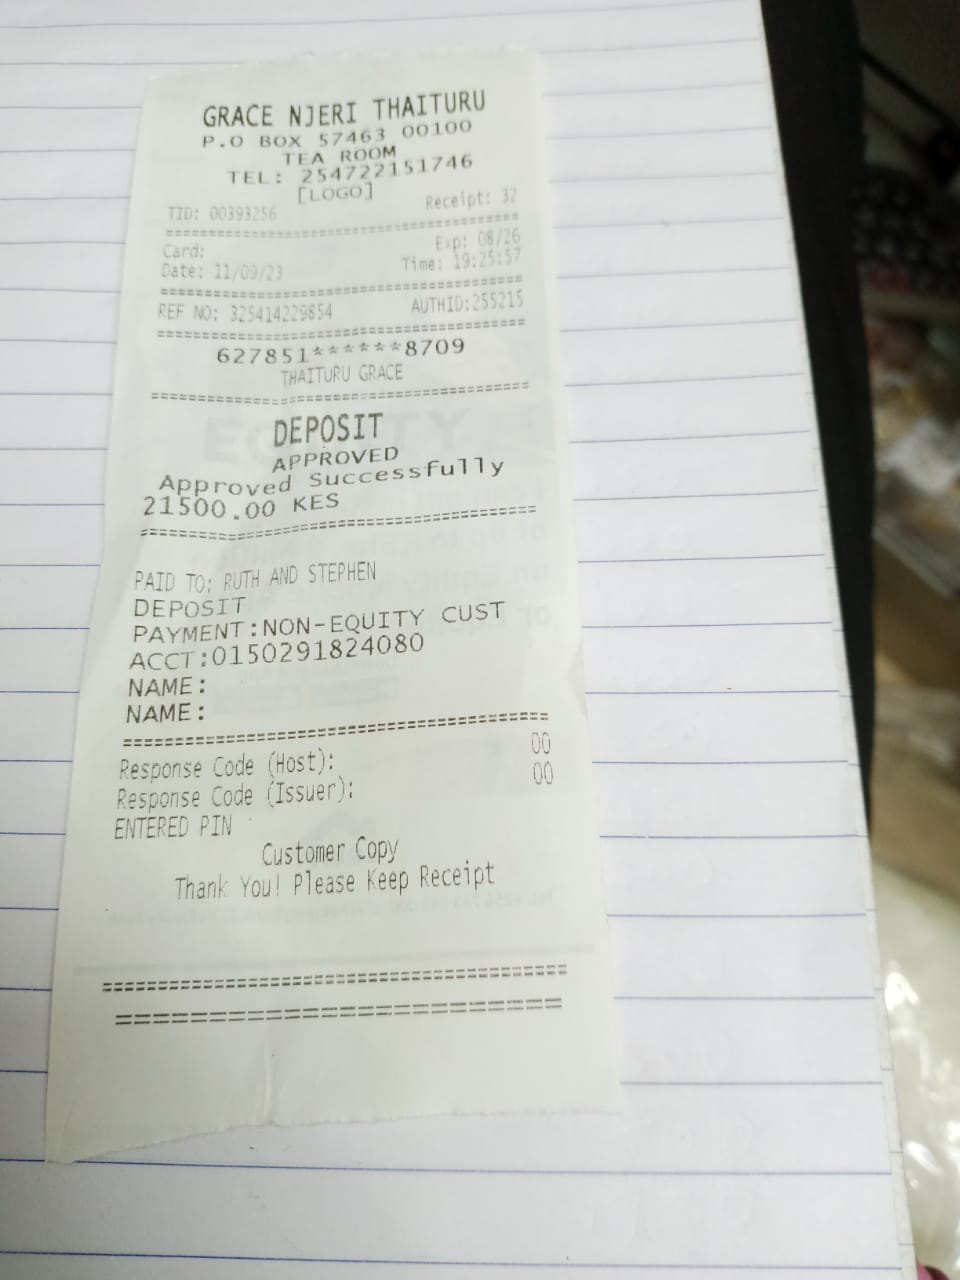 GRACE NJERI THAITURU
P.O BOX 57463 00100
TEA ROOM
TEL: 254722151746
[LOGO]
TID: 00393256 Receipt: 32
==============================
Card: Exp: 08/26
Date: 11/09/23 Time: 19:25:57
==============================
REF NO: 325414229854 AUTHID:255215
==============================
627851******8709
THAITURU GRACE
==============================
DEPOSIT
APPROVED
Approved Successfully
21500.00 KES
==============================
PAID TO: RUTH AND STEPHEN
DEPOSIT
PAYMENT:NON-EQUITY CUST
ACCT:0150291824080
NAME:
NAME:
==============================
Response Code (Host): 00
Response Code (Issuer): 00
ENTERED PIN
Customer Copy
Thank You! Please Keep Receipt
==============================
========================